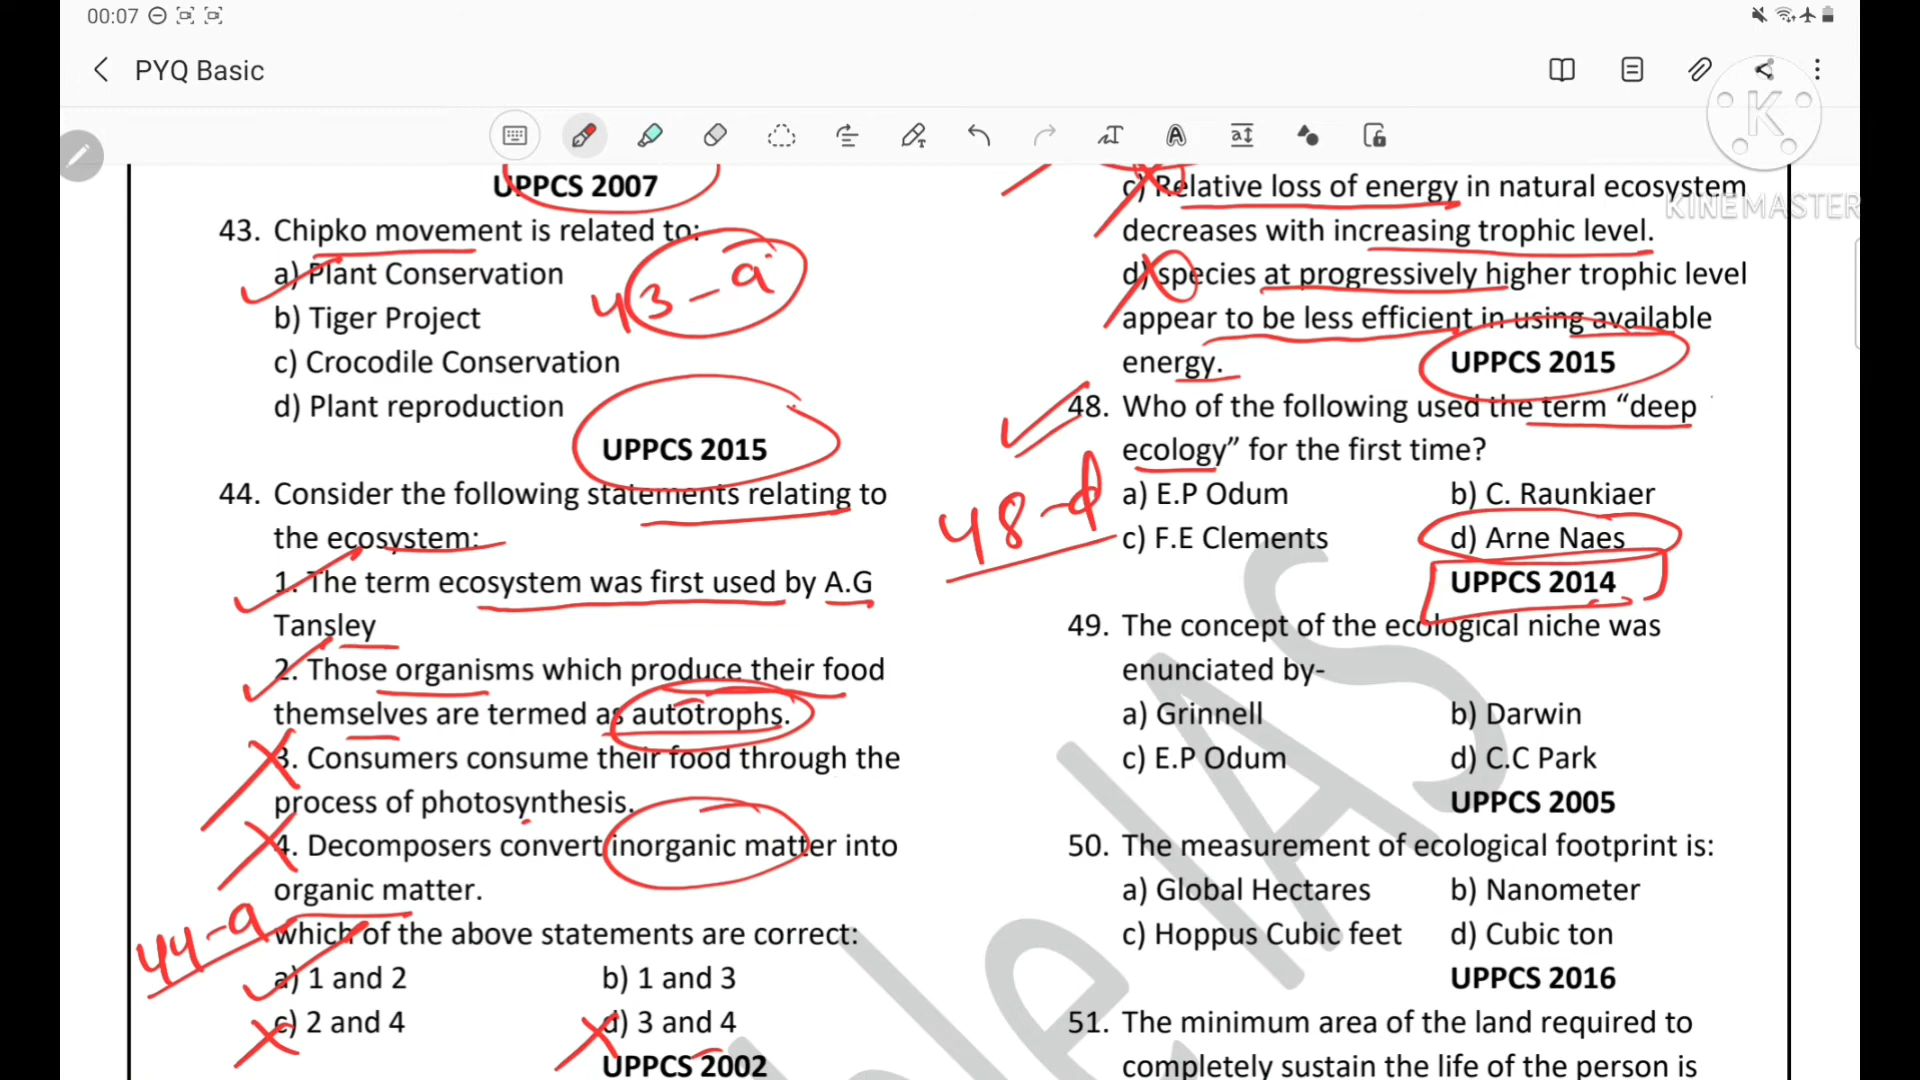 00:07
PYQ Basic
KINEMASTER
UPPCS 2007
43. Chipko movement is related to:
a) Plant Conservation
b) Tiger Project
c) Crocodile Conservation
d) Plant reproduction
43-a
UPPCS 2015
44. Consider the following statements relating to
the ecosystem:
1. The term ecosystem was first used by A.G
Tansley
2. Those organisms which produce their food
themselves are termed as autotrophs.
3. Consumers consume their food through the
process of photosynthesis.
4. Decomposers convert inorganic matter into
organic matter.
44-a
which of the above statements are correct:
a) 1 and 2 b) 1 and 3
c) 2 and 4 d) 3 and 4
UPPCS 2002
c) Relative loss of energy in natural ecosystem
decreases with increasing trophic level.
d) species at progressively higher trophic level
appear to be less efficient in using available
energy. UPPCS 2015
48. Who of the following used the term “deep
ecology” for the first time?
48-d
a) E.P Odum b) C. Raunkiaer
c) F.E Clements d) Arne Naes
UPPCS 2014
49. The concept of the ecological niche was
enunciated by-
a) Grinnell b) Darwin
c) E.P Odum d) C.C Park
UPPCS 2005
50. The measurement of ecological footprint is:
a) Global Hectares b) Nanometer
c) Hoppus Cubic feet d) Cubic ton
UPPCS 2016
51. The minimum area of the land required to
completely sustain the life of the person is